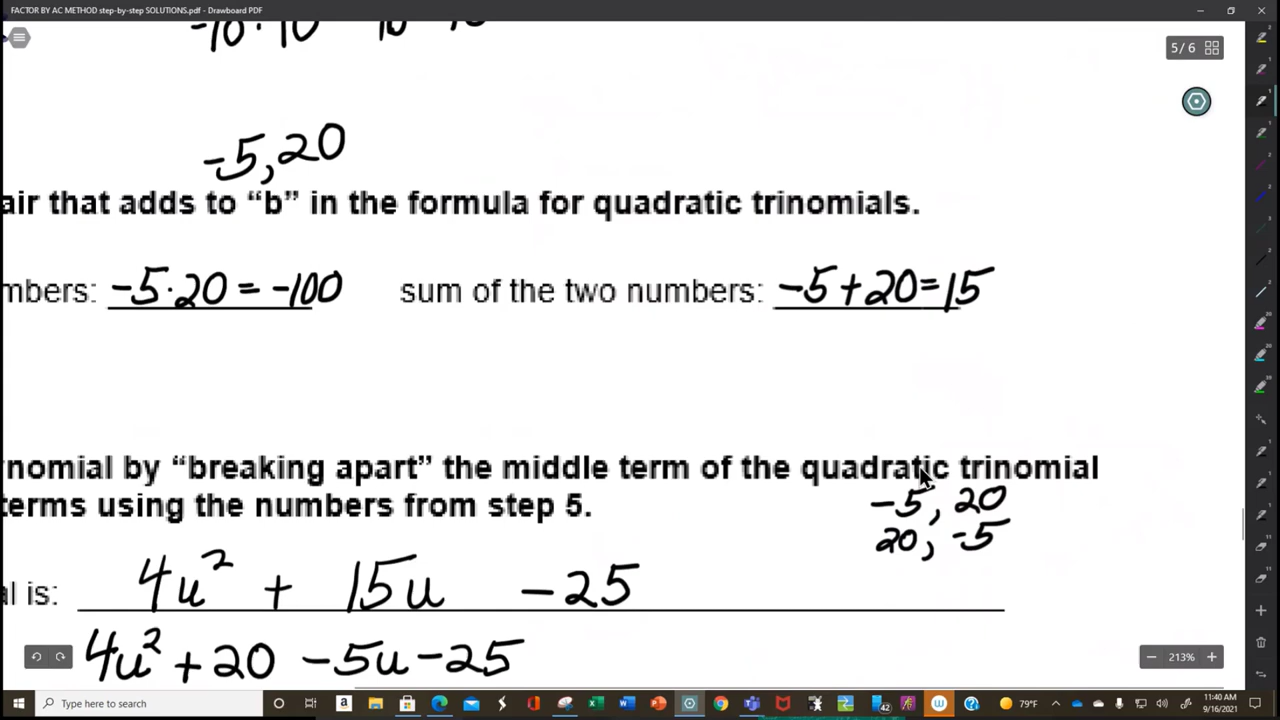 FACTOR BY AC METHOD step-by-step SOLUTIONS.pdf - Drawboard PDF
-10 · 10
5/6
-5, 20
air that adds to “b” in the formula for quadratic trinomials.
mbers: -5·20 = -100 sum of the two numbers: -5+20=15
nomial by “breaking apart” the middle term of the quadratic trinomial
terms using the numbers from step 5.
-5, 20
20, -5
al is: 4u² + 15u -25
4u² + 20 -5u -25
213%
Type here to search
79°F
11:40 AM
9/16/2021